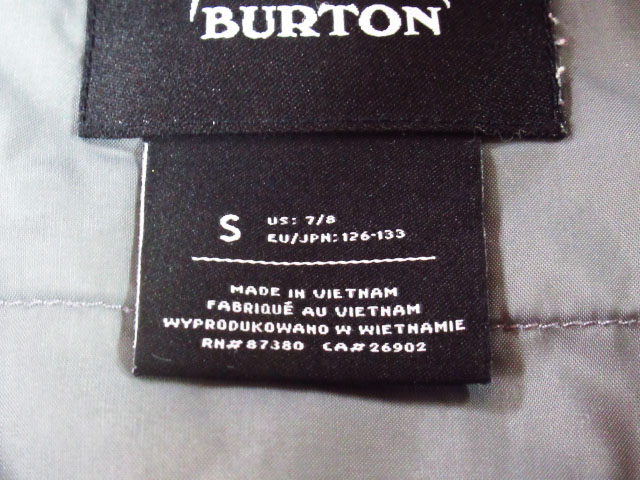 BURTON
S US: 7/8
EU/JPN: 126-133
MADE IN VIETNAM
FABRIQUÉ AU VIETNAM
WYPRODUKOWANO W WIETNAMIE
RN# 87380 CA# 26902